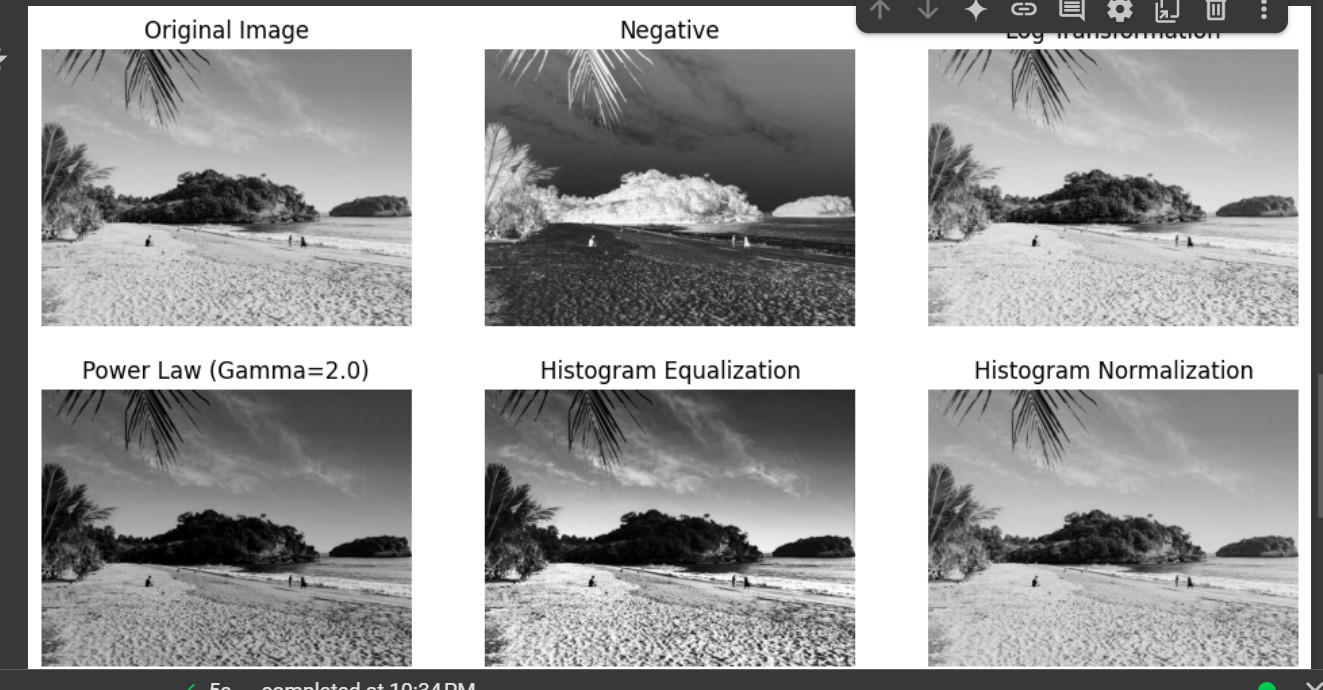 Original Image
Negative
Log Transformation
Power Law (Gamma=2.0)
Histogram Equalization
Histogram Normalization
5s completed at 10:34 PM